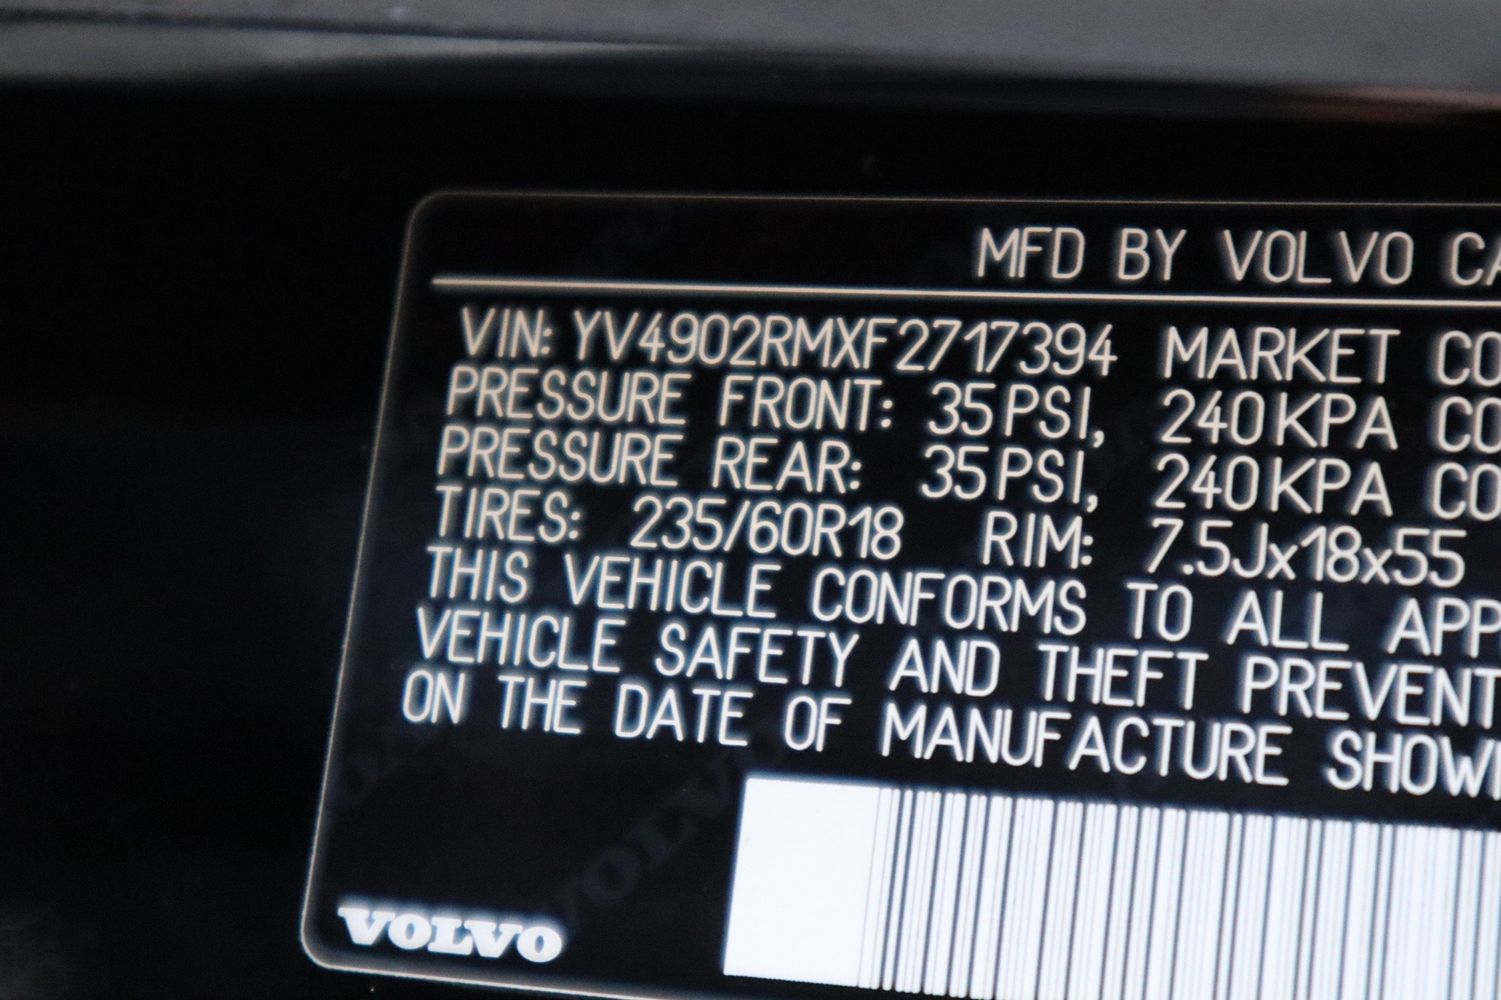 MFD BY VOLVO CA
VIN: YV4902RMXF2717394 MARKET CO
PRESSURE FRONT: 35PSI, 240KPA CO
PRESSURE REAR: 35PSI, 240KPA CO
TIRES: 235/60R18 RIM: 7.5Jx18x55
THIS VEHICLE CONFORMS TO ALL APP
VEHICLE SAFETY AND THEFT PREVENT
ON THE DATE OF MANUFACTURE SHOW
VOLVO
VOLVO